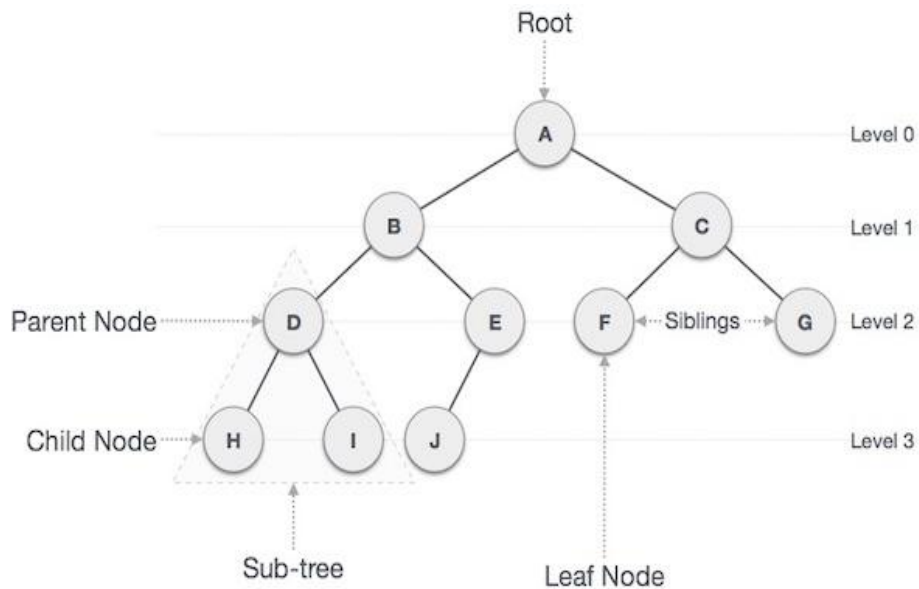 Root
A
Level 0
B
C
Level 1
Parent Node
D
E
F
Siblings
G
Level 2
Child Node
H
I
J
Level 3
Sub-tree
Leaf Node